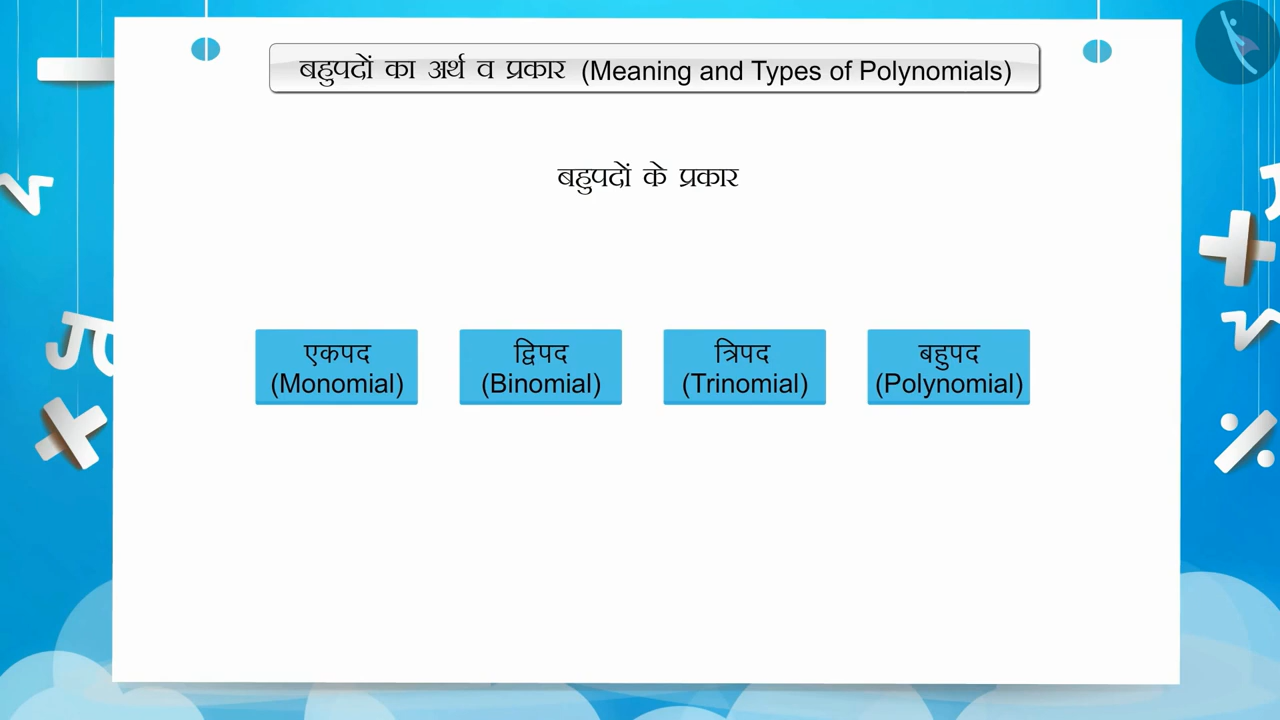 बहुपदों का अर्थ व प्रकार (Meaning and Types of Polynomials)
बहुपदों के प्रकार
एकपद
(Monomial)
द्विपद
(Binomial)
त्रिपद
(Trinomial)
बहुपद
(Polynomial)